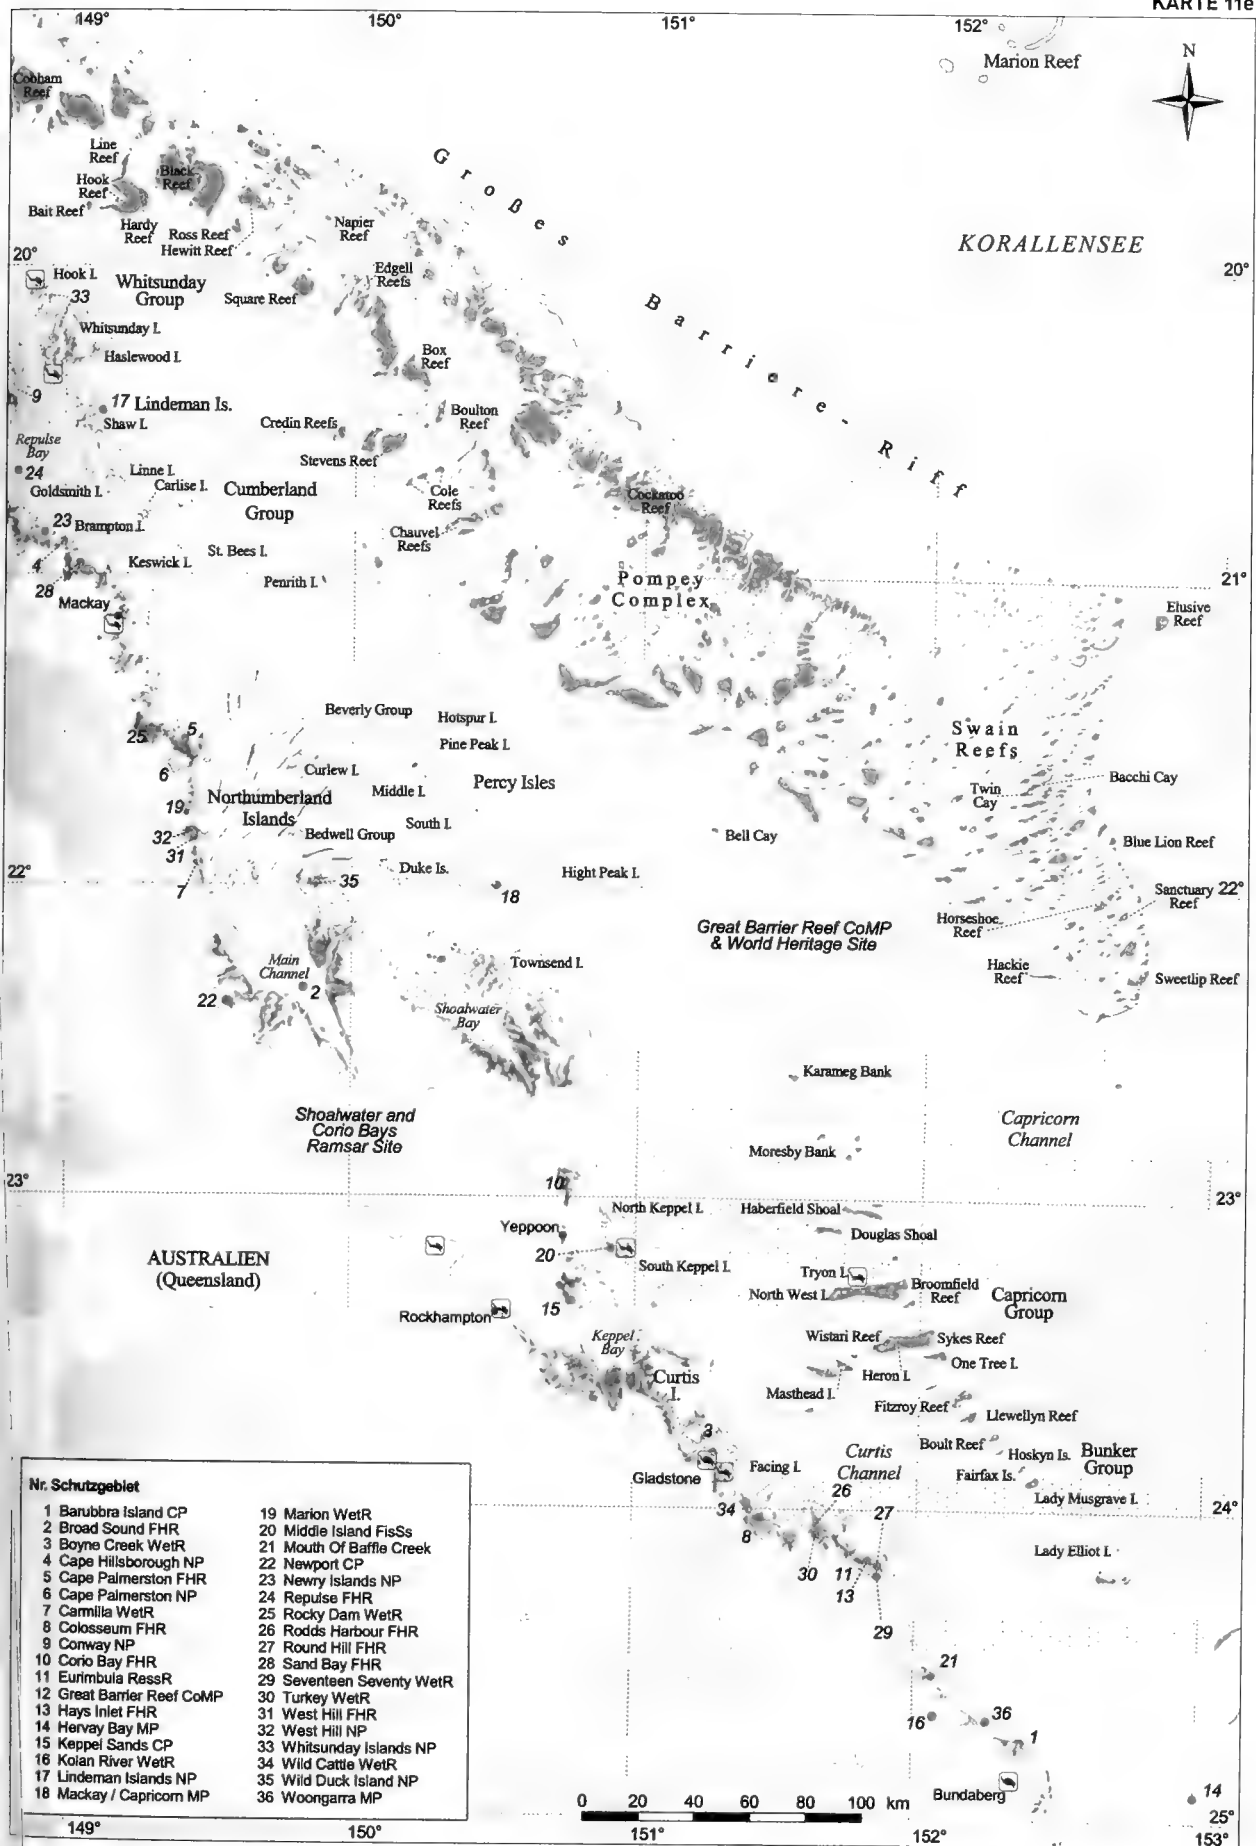 KARTE 11e
149°
150°
151°
152°
Marion Reef
N
Cobham
Reef
Line
Reef
Hook
Reef
Black
Reef
Bait Reef
Hardy
Reef
Ross Reef
Hewitt Reef
Napier
Reef
Großes Barriere-Riff
KORALLENSEE
20°
20°
Hook I.
33
Whitsunday
Group
Square Reef
Edgell
Reefs
Whitsunday I.
Haslewood I.
Box
Reef
9
17 Lindeman Is.
Shaw I.
Credin Reefs
Boulton
Reef
Repulse
Bay
24
Stevens Reef
Linne I.
Goldsmith I.
Carlise I.
Cumberland
Group
Cole
Reefs
Cockatoo
Reef
23
Brampton I.
Chauvel
Reefs
4
Keswick I.
St. Bees I.
28
Penrith I.
Mackay
Pompey
Complex
21°
Elusive
Reef
Beverly Group
Hotspur I.
25
5
Pine Peak I.
Swain
Reefs
6
Curlew I.
Percy Isles
Bacchi Cay
19
Northumberland
Islands
Middle I.
Twin
Cay
32
Bedwell Group
South I.
Bell Cay
Blue Lion Reef
31
7
22°
35
Duke Is.
18
Hight Peak I.
Sanctuary
Reef
22°
Great Barrier Reef CoMP
& World Heritage Site
Horseshoe
Reef
Main
Channel
22
2
Townsend I.
Hackie
Reef
Sweetlip Reef
Shoalwater
Bay
Karameg Bank
Shoalwater and
Corio Bays
Ramsar Site
Capricorn
Channel
Moresby Bank
23°
10
23°
North Keppel I.
Haberfield Shoal
Yeppoon
Douglas Shoal
20
AUSTRALIEN
(Queensland)
South Keppel I.
Tryon I.
North West I.
Broomfield
Reef
Capricorn
Group
Rockhampton
15
Keppel
Bay
Wistari Reef
Sykes Reef
Curtis
I.
Heron I.
One Tree I.
Masthead I.
Fitzroy Reef
Llewellyn Reef
3
Curtis
Channel
Boult Reef
Hoskyn Is.
Bunker
Group
Gladstone
Facing I.
Fairfax Is.
26
Lady Musgrave I.
34
27
24°
8
30
11
13
Lady Elliot I.
29
21
16
36
1
Bundaberg
14
Nr. Schutzgebiet
1 Barubbra Island CP
2 Broad Sound FHR
3 Boyne Creek WetR
4 Cape Hillsborough NP
5 Cape Palmerston FHR
6 Cape Palmerston NP
7 Carmilla WetR
8 Colosseum FHR
9 Conway NP
10 Corio Bay FHR
11 Eurimbula RessR
12 Great Barrier Reef CoMP
13 Hays Inlet FHR
14 Hervay Bay MP
15 Keppel Sands CP
16 Kolan River WetR
17 Lindeman Islands NP
18 Mackay / Capricorn MP
19 Marion WetR
20 Middle Island FisSs
21 Mouth Of Baffle Creek
22 Newport CP
23 Newry Islands NP
24 Repulse FHR
25 Rocky Dam WetR
26 Rodds Harbour FHR
27 Round Hill FHR
28 Sand Bay FHR
29 Seventeen Seventy WetR
30 Turkey WetR
31 West Hill FHR
32 West Hill NP
33 Whitsunday Islands NP
34 Wild Cattle WetR
35 Wild Duck Island NP
36 Woongarra MP
0 20 40 60 80 100 km
25°
149°
150°
151°
152°
153°